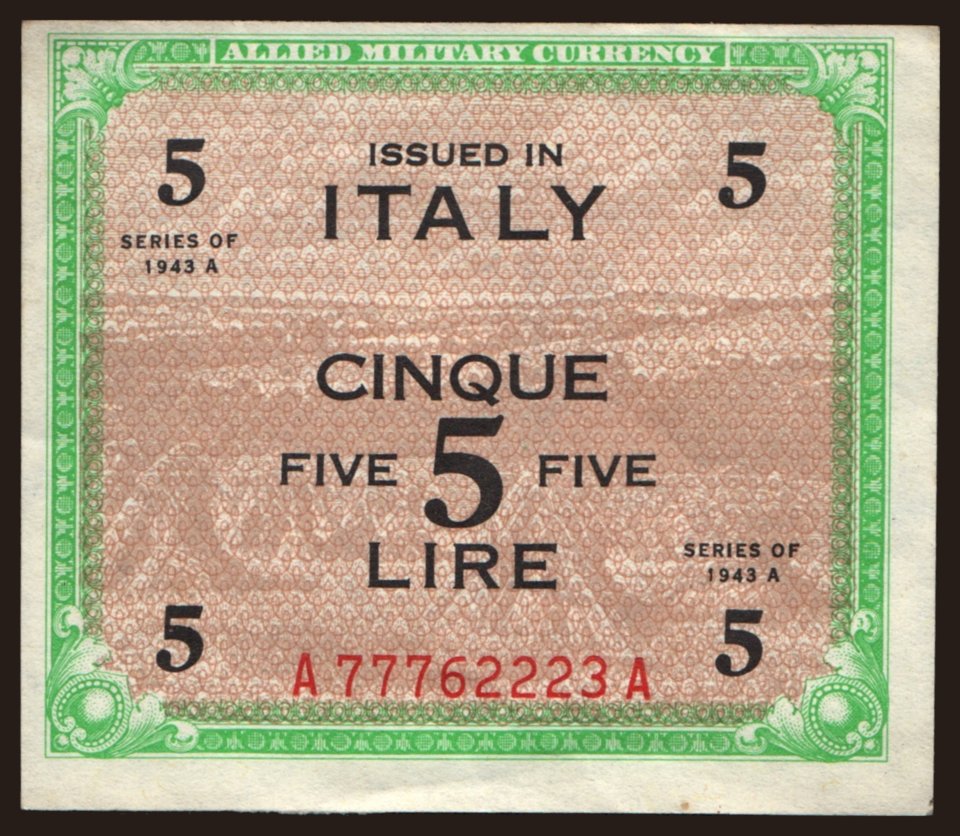 ALLIED MILITARY CURRENCY
5 ISSUED IN 5
ITALY
SERIES OF
1943 A
CINQUE
FIVE 5 FIVE
LIRE
SERIES OF
1943 A
5 5
A 77762223 A